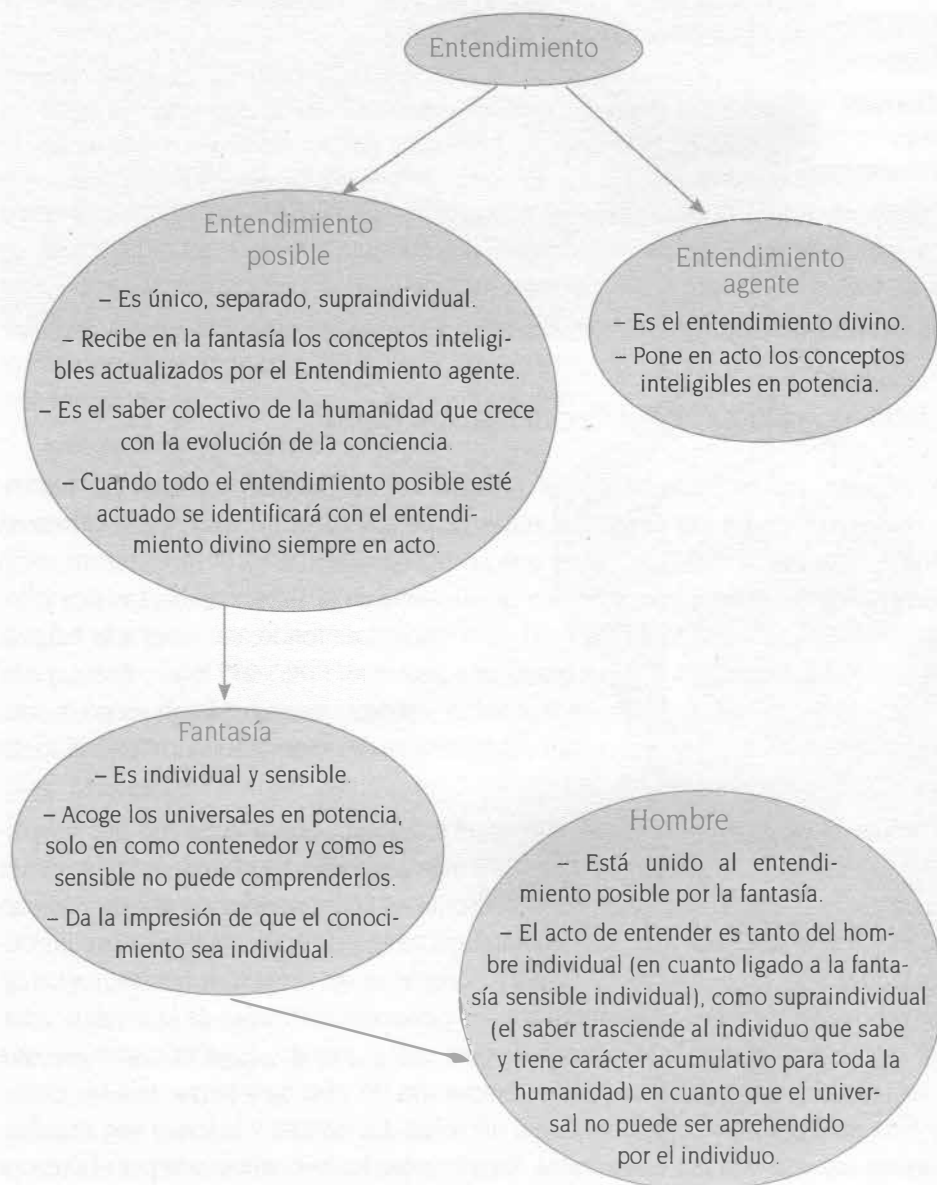 Entendimiento
Entendimiento
posible
– Es único, separado, supraindividual.
– Recibe en la fantasía los conceptos inteligi-
bles actualizados por el Entendimiento agente.
– Es el saber colectivo de la humanidad que crece
con la evolución de la conciencia.
– Cuando todo el entendimiento posible esté
actuado se identificará con el entendi-
miento divino siempre en acto.
Entendimiento
agente
– Es el entendimiento divino.
– Pone en acto los conceptos
inteligibles en potencia.
Fantasía
– Es individual y sensible.
– Acoge los universales en potencia,
solo en como contenedor y como es
sensible no puede comprenderlos.
– Da la impresión de que el conoci-
miento sea individual.
Hombre
– Está unido al entendi-
miento posible por la fantasía.
– El acto de entender es tanto del hom-
bre individual (en cuanto ligado a la fanta-
sía sensible individual), como supraindividual
(el saber trasciende al individuo que sabe
y tiene carácter acumulativo para toda la
humanidad) en cuanto que el univer-
sal no puede ser aprehendido
por el individuo.